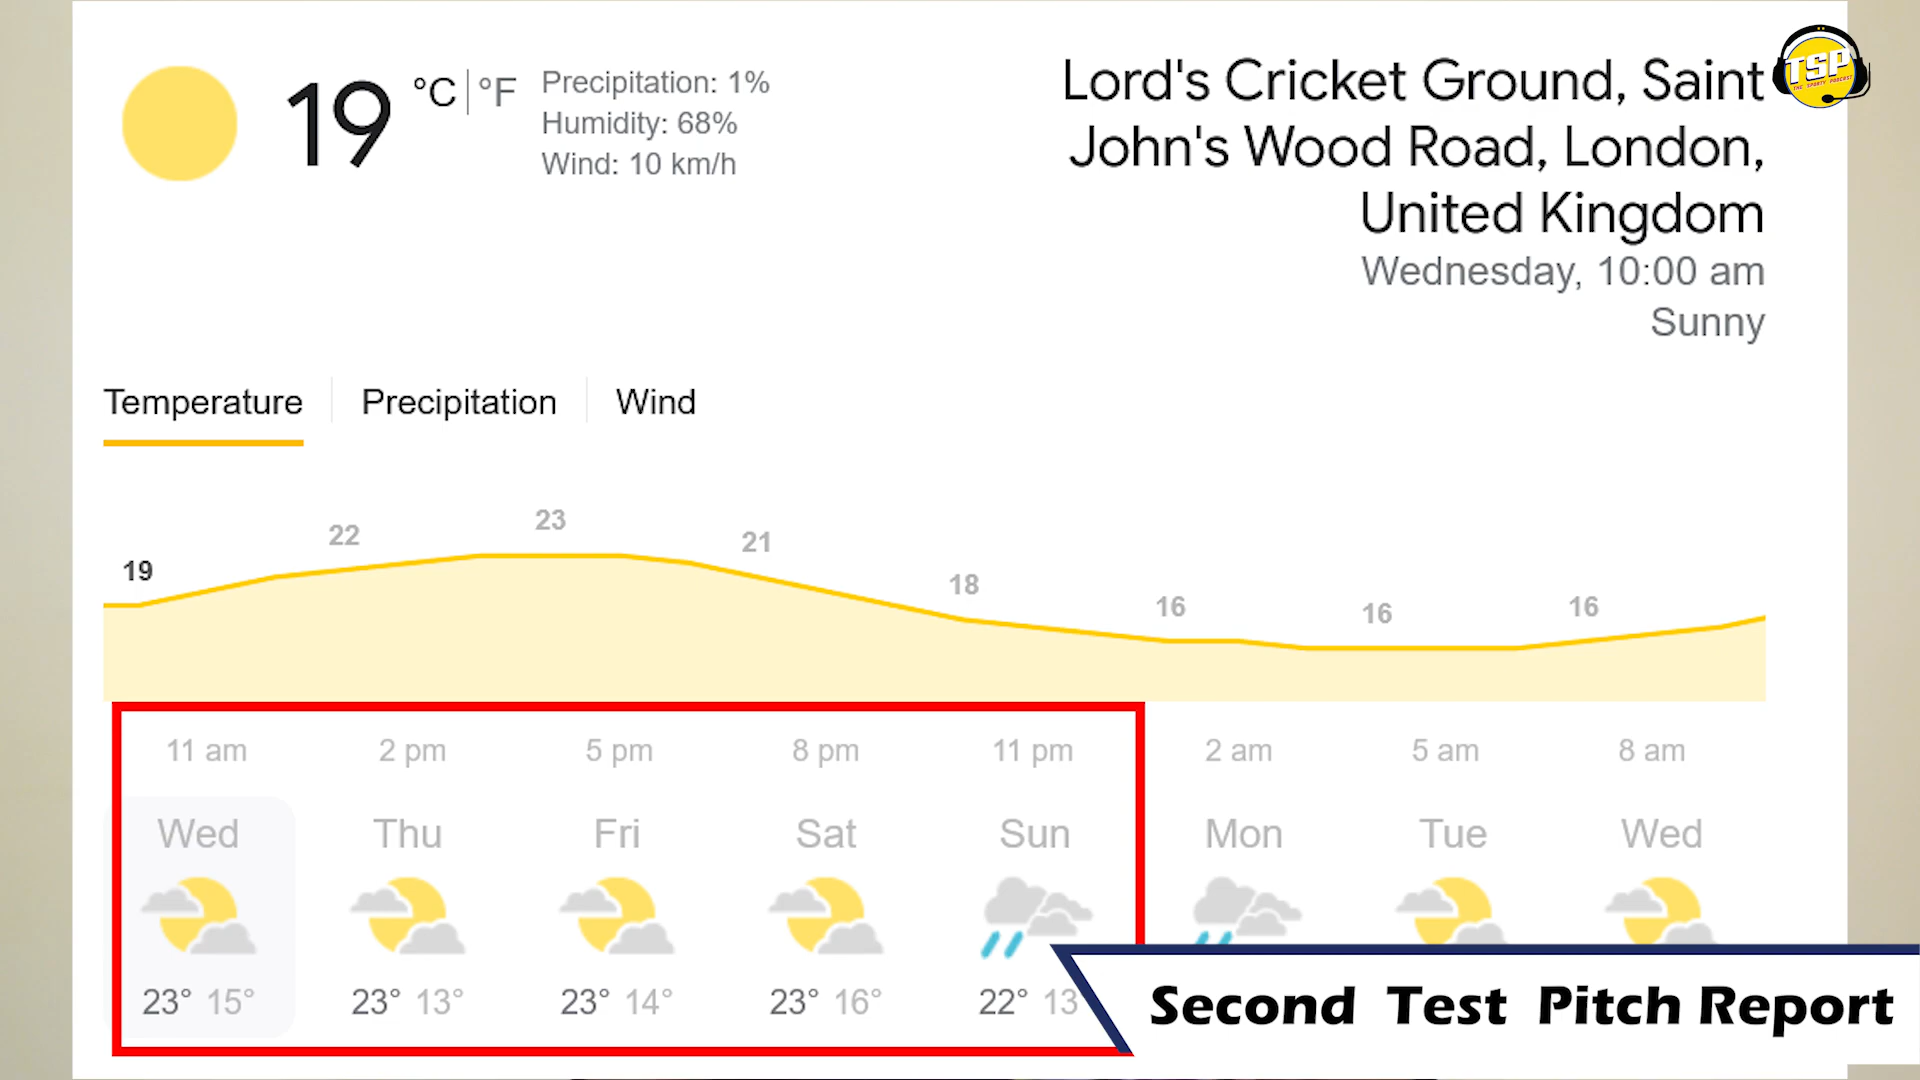 19 °C | °F
Precipitation: 1%
Humidity: 68%
Wind: 10 km/h
Lord's Cricket Ground, Saint
John's Wood Road, London,
United Kingdom
Wednesday, 10:00 am
Sunny
TSP
THE SPORTY PODCAST
Temperature Precipitation Wind
19 22 23 21 18 16 16 16
11 am 2 pm 5 pm 8 pm 11 pm 2 am 5 am 8 am
Wed Thu Fri Sat Sun Mon Tue Wed
23° 15° 23° 13° 23° 14° 23° 16° 22° 13
Second Test Pitch Report